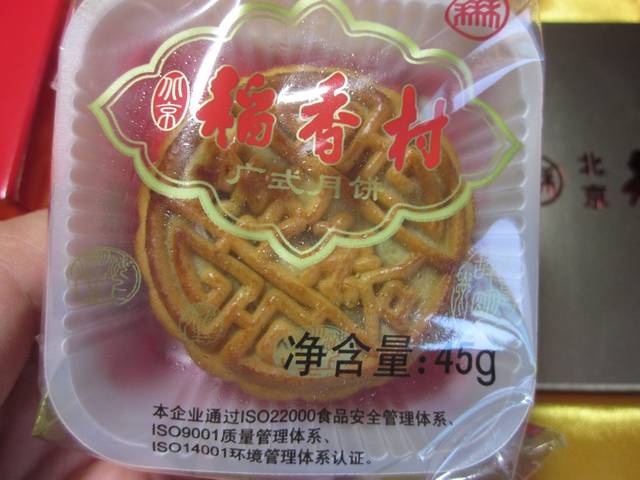 北京
稻香村
广式月饼
净含量:45g
本企业通过ISO22000食品安全管理体系、
ISO9001质量管理体系、
ISO14001环境管理体系认证。
北京